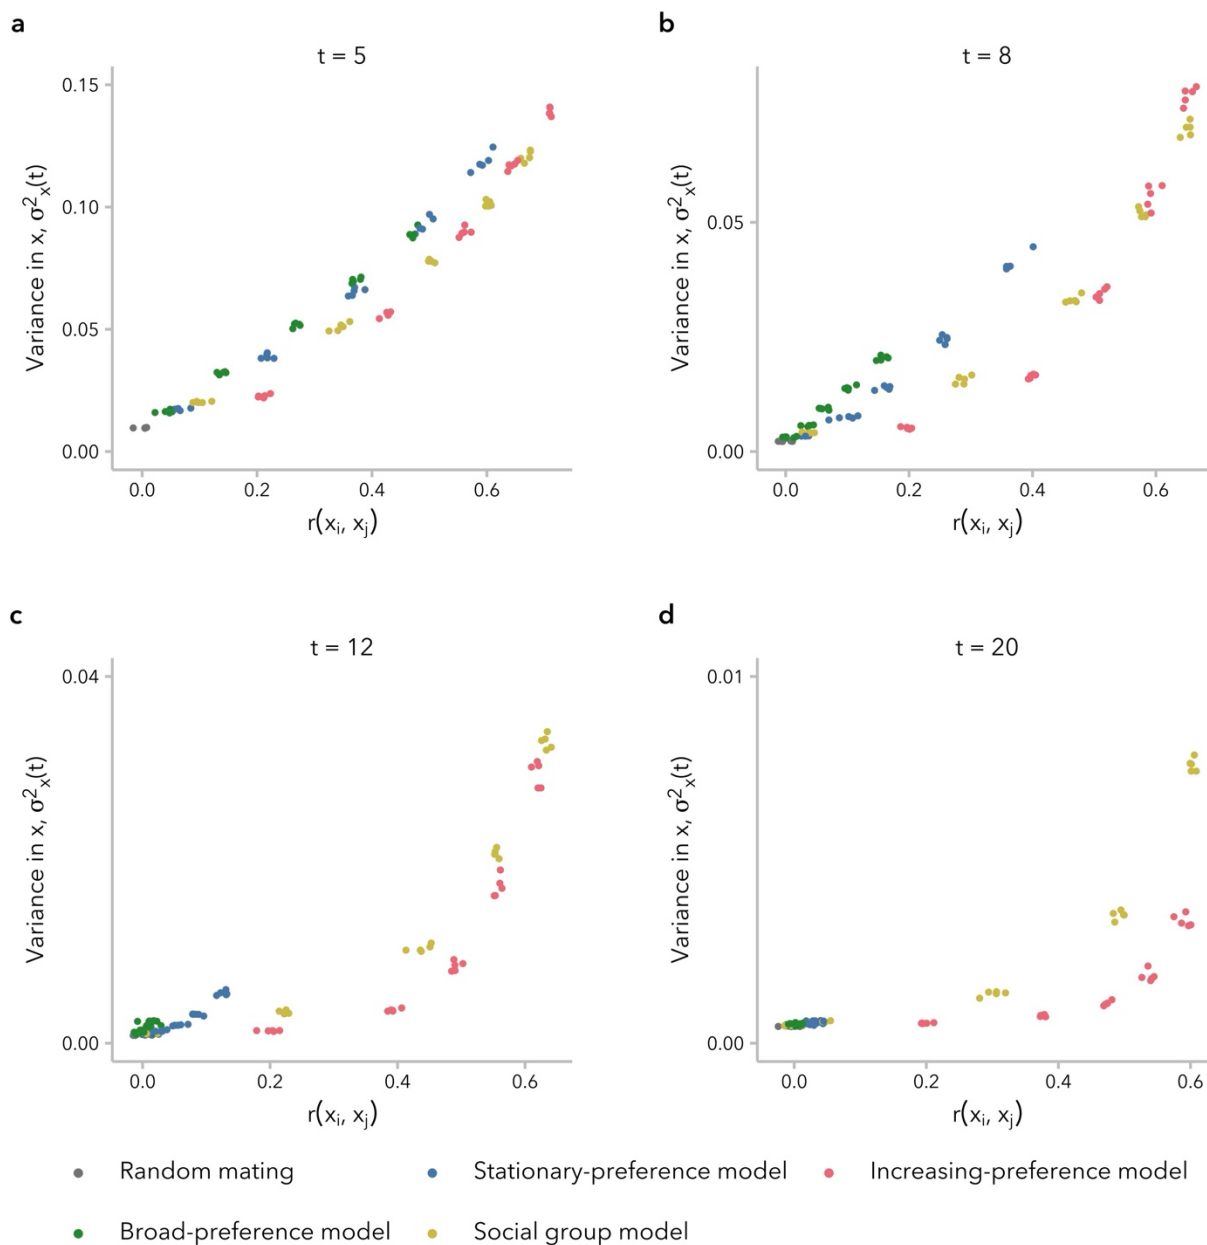 a
t = 5
Variance in x, σ²ₓ(t)
0.15
0.10
0.05
0.00
0.0 0.2 0.4 0.6
r(xᵢ, xⱼ)
b
t = 8
Variance in x, σ²ₓ(t)
0.05
0.00
0.0 0.2 0.4 0.6
r(xᵢ, xⱼ)
c
t = 12
Variance in x, σ²ₓ(t)
0.04
0.00
0.0 0.2 0.4 0.6
r(xᵢ, xⱼ)
d
t = 20
Variance in x, σ²ₓ(t)
0.01
0.00
0.0 0.2 0.4 0.6
r(xᵢ, xⱼ)
Random mating Stationary-preference model Increasing-preference model
Broad-preference model Social group model